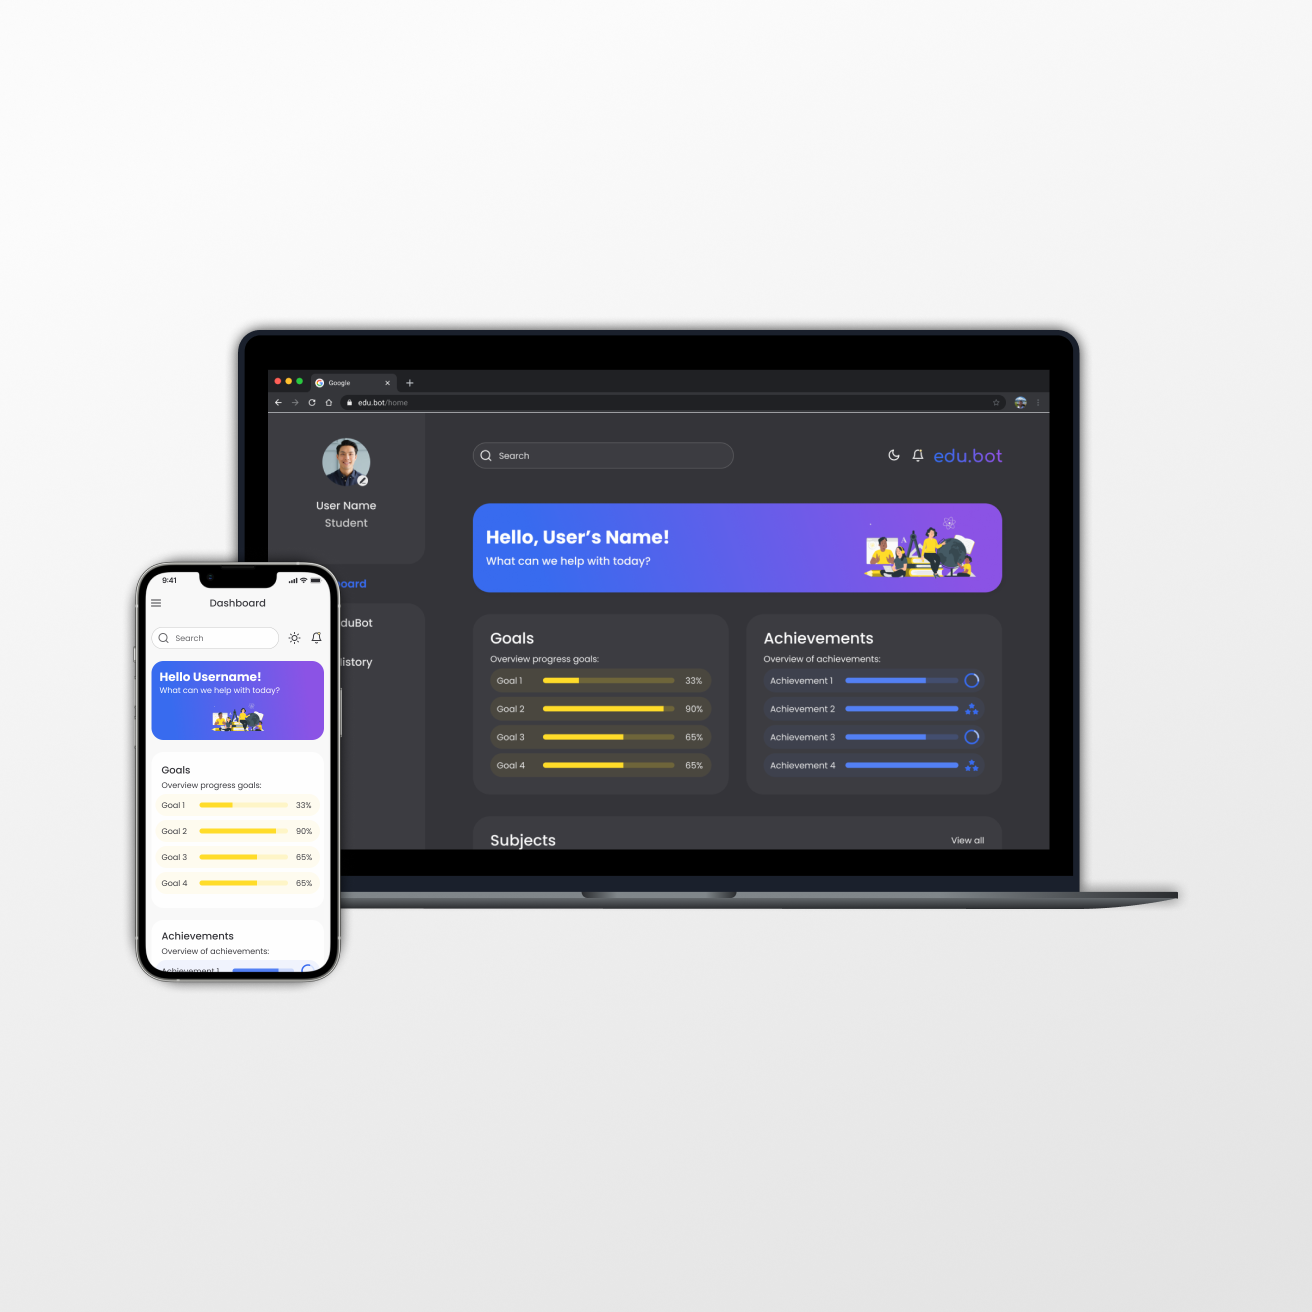 Google
edu.bot/home
User Name
Student
Search
edu.bot
Hello, User's Name!
What can we help with today?
Goals
Overview progress goals:
Goal 1 33%
Goal 2 90%
Goal 3 65%
Goal 4 65%
Achievements
Overview of achievements:
Achievement 1
Achievement 2
Achievement 3
Achievement 4
Subjects
View all
9:41
Dashboard
Search
Hello Username!
What can we help with today?
Goals
Overview progress goals:
Goal 1 33%
Goal 2 90%
Goal 3 65%
Goal 4 65%
Achievements
Overview of achievements:
Achievement 1